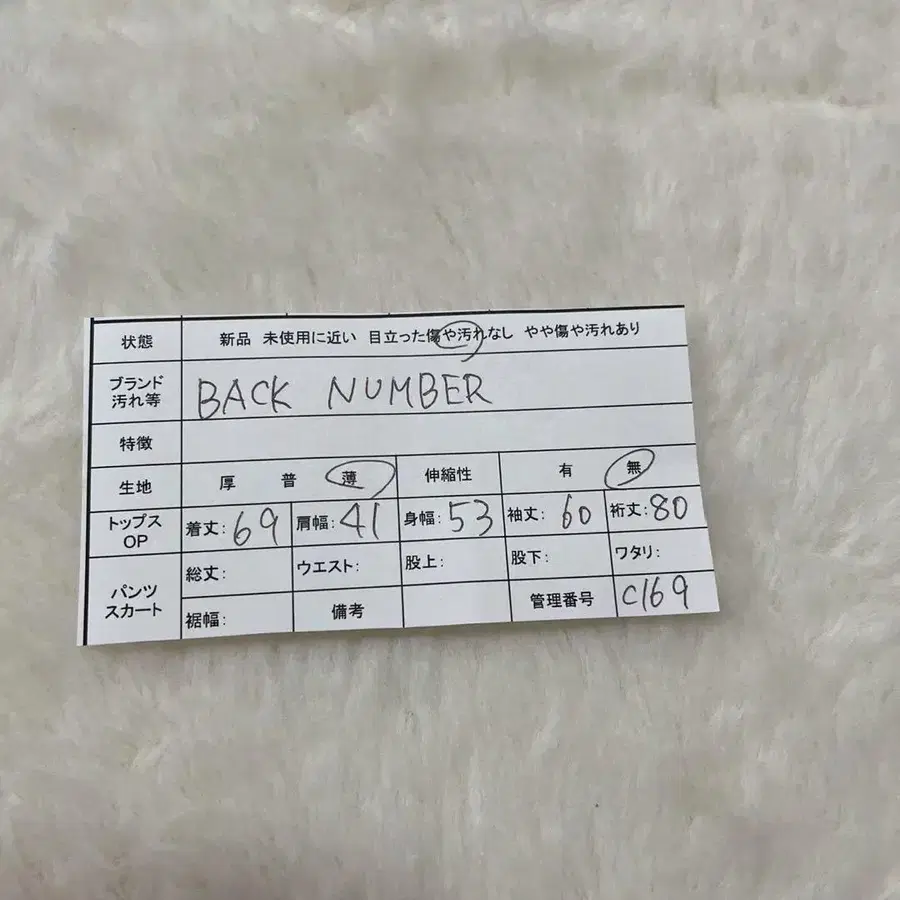 状態 新品 未使用に近い 目立った傷や汚れなし やや傷や汚れあり
ブランド
汚れ等
BACK NUMBER
特徴
生地 厚 普 薄 伸縮性 有 無
トップス
OP
着丈:69 肩幅:41 身幅:53 袖丈:60 裄丈:80
パンツ
スカート
総丈: ウエスト: 股上: 股下: ワタリ:
裾幅: 備考 管理番号 C169